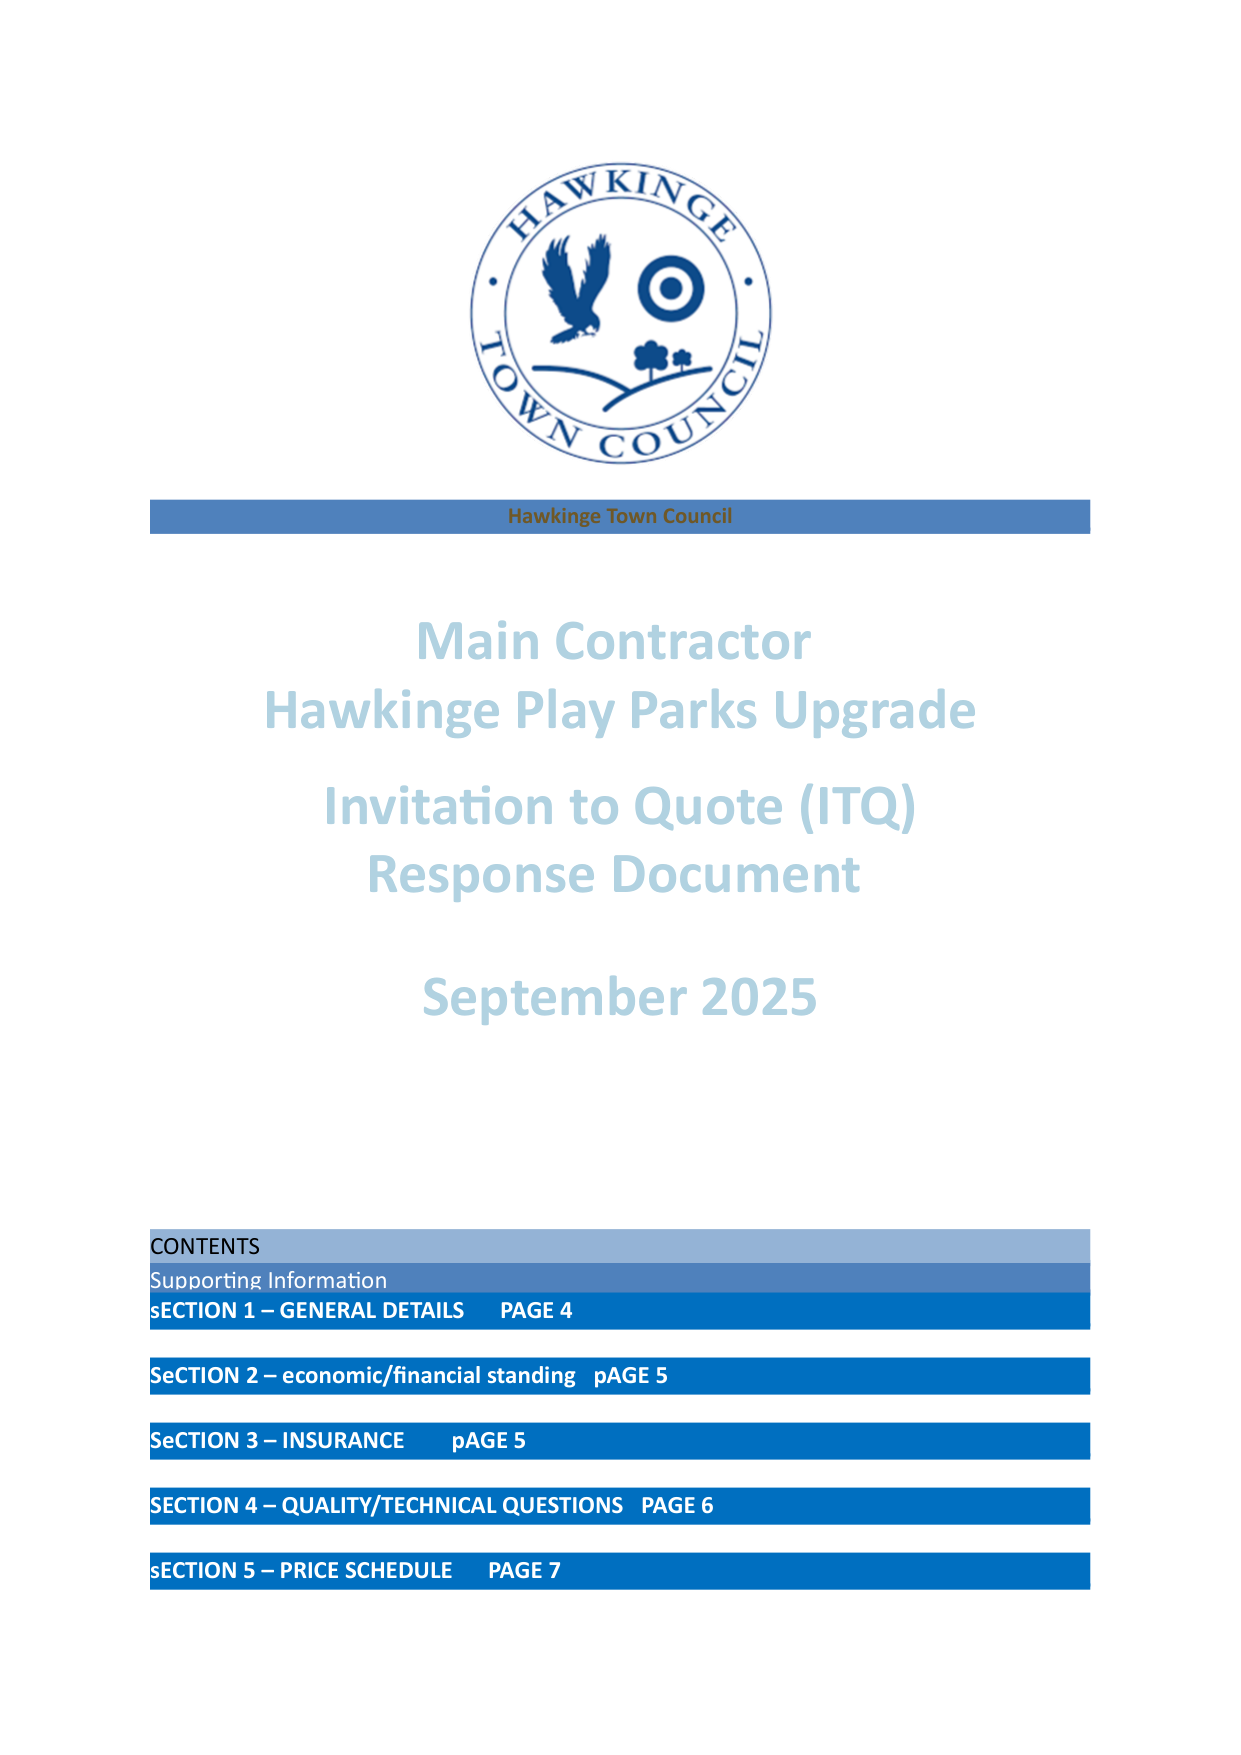 HAWKINGE
TOWN COUNCIL
Hawkinge Town Council
Main Contractor
Hawkinge Play Parks Upgrade
Invitation to Quote (ITQ)
Response Document
September 2025
CONTENTS
Supporting Information
sECTION 1 – GENERAL DETAILS PAGE 4
SeCTION 2 – economic/financial standing pAGE 5
SeCTION 3 – INSURANCE pAGE 5
SECTION 4 – QUALITY/TECHNICAL QUESTIONS PAGE 6
sECTION 5 – PRICE SCHEDULE PAGE 7